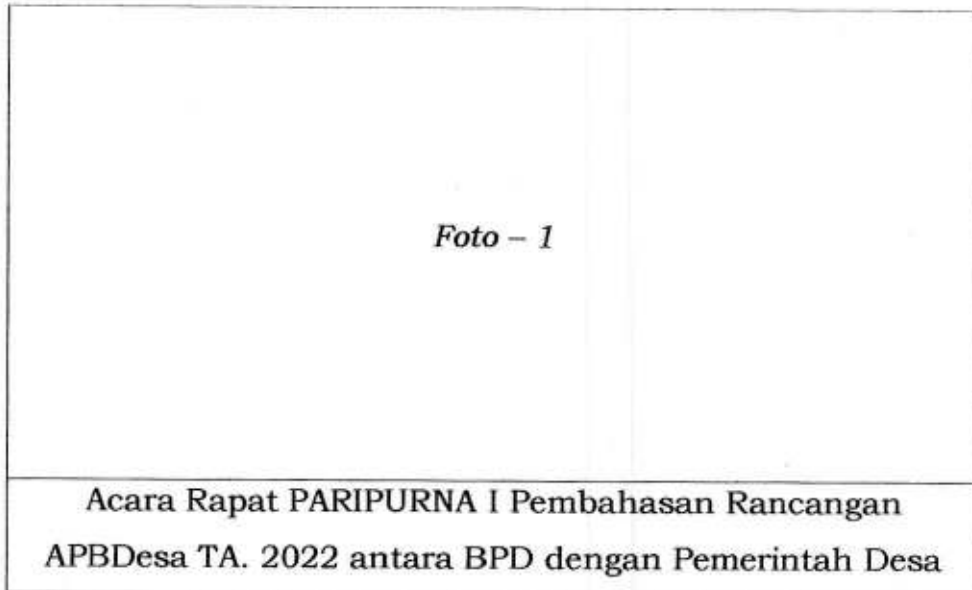 Foto – 1
Acara Rapat PARIPURNA I Pembahasan Rancangan
APBDesa TA. 2022 antara BPD dengan Pemerintah Desa